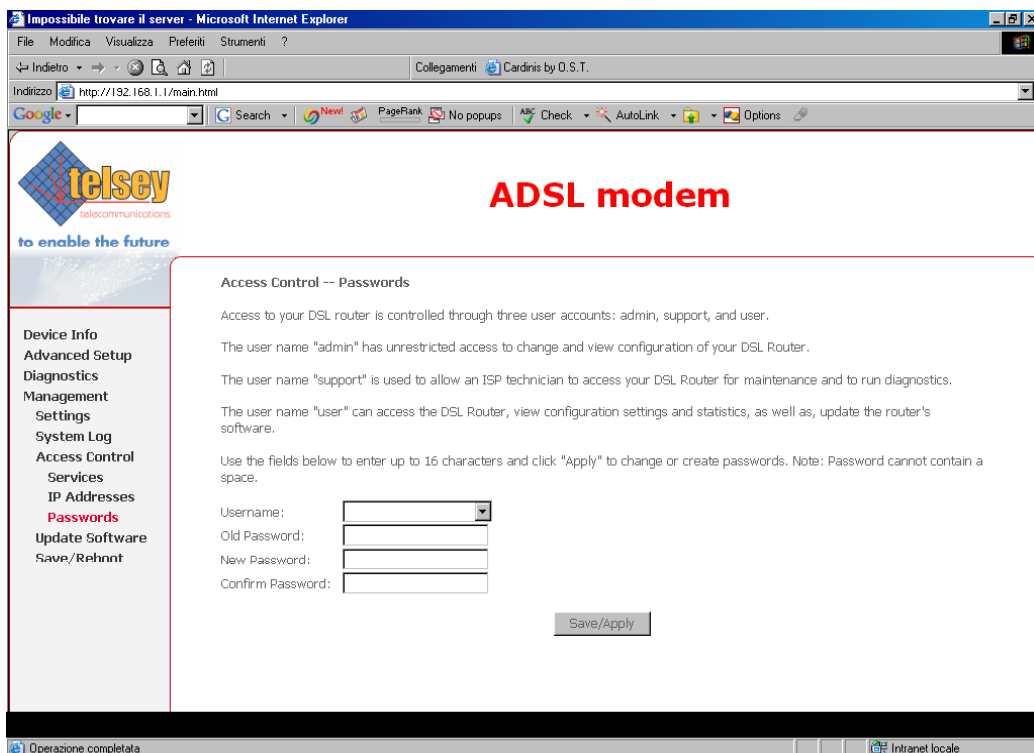 Impossibile trovare il server - Microsoft Internet Explorer
File Modifica Visualizza Preferiti Strumenti ?
Indietro Collegamenti Cardinis by O.S.T.
Indirizzo http://192.168.1.1/main.html
Google Search New! PageRank No popups ABC Check AutoLink Options
telsey
telecommunications
to enable the future
ADSL modem
Device Info
Advanced Setup
Diagnostics
Management
Settings
System Log
Access Control
Services
IP Addresses
Passwords
Update Software
Save/Reboot
Access Control -- Passwords
Access to your DSL router is controlled through three user accounts: admin, support, and user.
The user name "admin" has unrestricted access to change and view configuration of your DSL Router.
The user name "support" is used to allow an ISP technician to access your DSL Router for maintenance and to run diagnostics.
The user name "user" can access the DSL Router, view configuration settings and statistics, as well as, update the router's
software.
Use the fields below to enter up to 16 characters and click "Apply" to change or create passwords. Note: Password cannot contain a
space.
Username:
Old Password:
New Password:
Confirm Password:
Save/Apply
Operazione completata Intranet locale